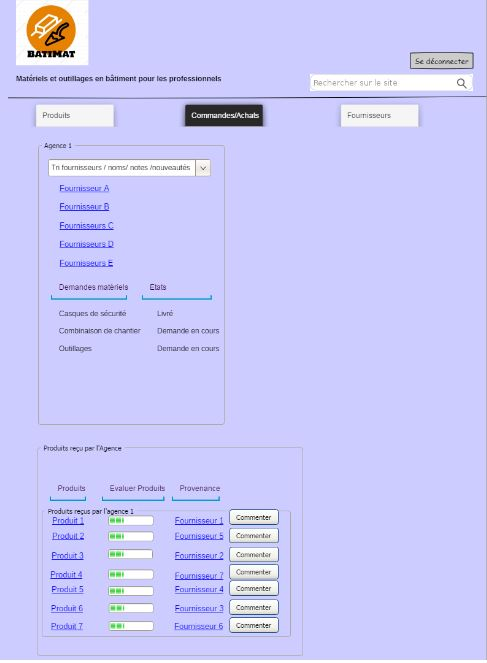 BATIMAT
Se déconnecter
Matériels et outillages en bâtiment pour les professionnels
Rechercher sur le site
Produits
Commandes/Achats
Fournisseurs
Agence 1
Tri fournisseurs / noms/ notes /nouveautés
Fournisseur A
Fournisseur B
Fournisseurs C
Fournisseurs D
Fournisseurs E
Demandes matériels Etats
Casques de sécurité Livré
Combinaison de chantier Demande en cours
Outillages Demande en cours
Produits reçu par l'Agence
Produits Evaluer Produits Provenance
Produits reçus par l'agence 1
Produit 1 Fournisseur 1 Commenter
Produit 2 Fournisseur 5 Commenter
Produit 3 Fournisseur 2 Commenter
Produit 4 Fournisseur 7 Commenter
Produit 5 Fournisseur 4 Commenter
Produit 6 Fournisseur 3 Commenter
Produit 7 Fournisseur 6 Commenter